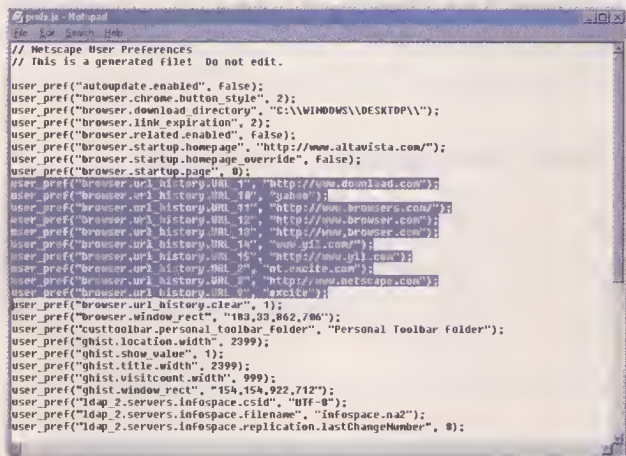 prefs.js - Notepad
File Edit Search Help
// Netscape User Preferences
// This is a generated file! Do not edit.
user_pref("autoupdate.enabled", false);
user_pref("browser.chrome.button_style", 2);
user_pref("browser.download_directory", "C:\\WINDOWS\\DESKTOP\\");
user_pref("browser.link_expiration", 2);
user_pref("browser.related.enabled", false);
user_pref("browser.startup.homepage", "http://www.altavista.com/");
user_pref("browser.startup.homepage_override", false);
user_pref("browser.startup.page", 0);
user_pref("browser.url_history.URL_1", "http://www.download.com");
user_pref("browser.url_history.URL_10", "yahoo");
user_pref("browser.url_history.URL_11", "http://www.browsers.com/");
user_pref("browser.url_history.URL_12", "http://www.browser.com");
user_pref("browser.url_history.URL_13", "http://www.browser.com");
user_pref("browser.url_history.URL_14", "www.yil.com/");
user_pref("browser.url_history.URL_15", "http://www.yil.com");
user_pref("browser.url_history.URL_2", "nt.excite.com");
user_pref("browser.url_history.URL_", "http://www.netscape.com");
user_pref("browser.url_history.URL_", "excite");
user_pref("browser.url_history.clear", 1);
user_pref("browser.window_rect", "183,33,862,706");
user_pref("custtoolbar.personal_toolbar_folder", "Personal Toolbar Folder");
user_pref("ghist.location.width", 2399);
user_pref("ghist.show_value", 1);
user_pref("ghist.title.width", 2399);
user_pref("ghist.visitcount.width", 999);
user_pref("ghist.window_rect", "154,154,922,712");
user_pref("ldap_2.servers.infospace.csid", "UTF-8");
user_pref("ldap_2.servers.infospace.filename", "infospace.na2");
user_pref("ldap_2.servers.infospace.replication.lastChangeNumber", 0);